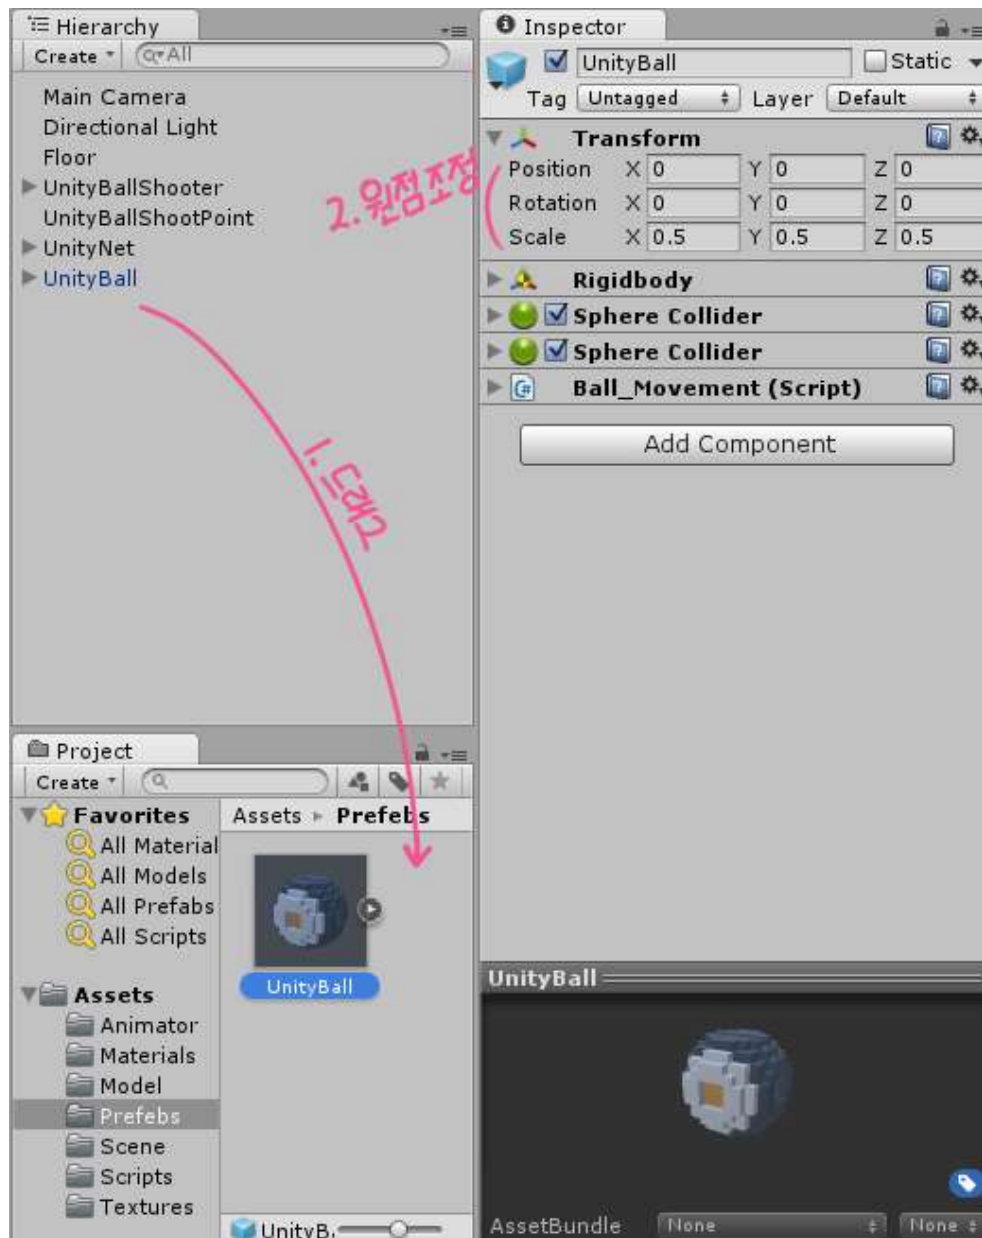 Hierarchy
Create
All
Main Camera
Directional Light
Floor
UnityBallShooter
UnityBallShootPoint
UnityNet
UnityBall
1. 드래그
2. 원점 조정
Inspector
UnityBall
Static
Tag Untagged Layer Default
Transform
Position X 0 Y 0 Z 0
Rotation X 0 Y 0 Z 0
Scale X 0.5 Y 0.5 Z 0.5
Rigidbody
Sphere Collider
Sphere Collider
Ball_Movement (Script)
Add Component
Project
Create
Favorites
All Material
All Models
All Prefabs
All Scripts
Assets
Animator
Materials
Model
Prefebs
Scene
Scripts
Textures
Assets Prefebs
UnityBall
UnityB.
UnityBall
AssetBundle None None